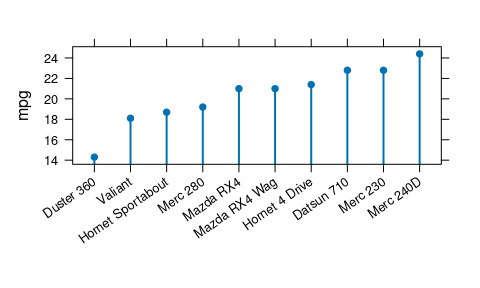 mpg
24
22
20
18
16
14
Duster 360
Valiant
Hornet Sportabout
Merc 280
Mazda RX4
Mazda RX4 Wag
Hornet 4 Drive
Datsun 710
Merc 230
Merc 240D